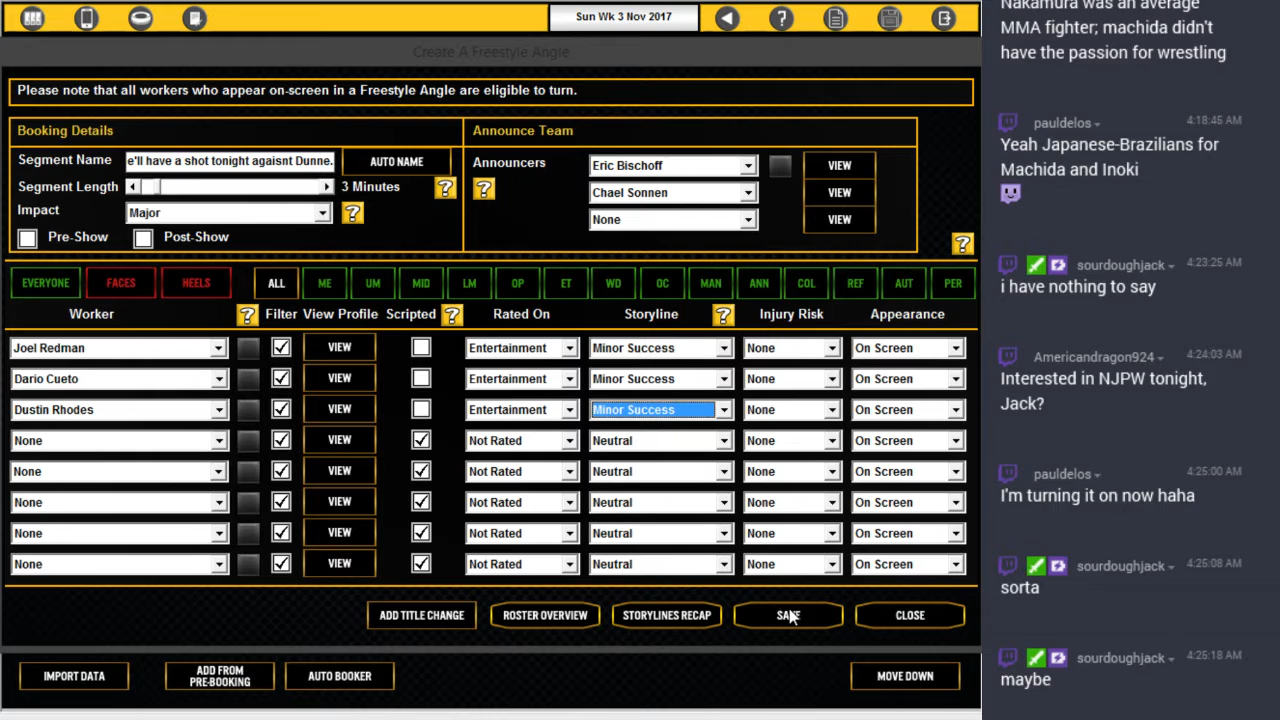 Sun Wk 3 Nov 2017
Create A Freestyle Angle
Please note that all workers who appear on-screen in a Freestyle Angle are eligible to turn.
Booking Details
Announce Team
Segment Name
e'll have a shot tonight agaisnt Dunne.
AUTO NAME
Announcers
Eric Bischoff
VIEW
Segment Length
3 Minutes
?
?
Chael Sonnen
VIEW
Impact
Major
?
None
VIEW
Pre-Show
Post-Show
?
EVERYONE
FACES
HEELS
ALL
ME
UM
MID
LM
OP
ET
WD
OC
MAN
ANN
COL
REF
AUT
PER
Worker
?
Filter
View Profile
Scripted
?
Rated On
Storyline
?
Injury Risk
Appearance
Joel Redman
VIEW
Entertainment
Minor Success
None
On Screen
Dario Cueto
VIEW
Entertainment
Minor Success
None
On Screen
Dustin Rhodes
VIEW
Entertainment
Minor Success
None
On Screen
None
VIEW
Not Rated
Neutral
None
On Screen
None
VIEW
Not Rated
Neutral
None
On Screen
None
VIEW
Not Rated
Neutral
None
On Screen
None
VIEW
Not Rated
Neutral
None
On Screen
None
VIEW
Not Rated
Neutral
None
On Screen
ADD TITLE CHANGE
ROSTER OVERVIEW
STORYLINES RECAP
SAVE
CLOSE
IMPORT DATA
ADD FROM
PRE-BOOKING
AUTO BOOKER
MOVE DOWN
Nakamura was an average
MMA fighter; machida didn't
have the passion for wrestling
pauldelos
4:18:45 AM
Yeah Japanese-Brazilians for
Machida and Inoki
sourdoughjack
4:23:25 AM
i have nothing to say
Americandragon924
4:24:03 AM
Interested in NJPW tonight,
Jack?
pauldelos
4:25:00 AM
I'm turning it on now haha
sourdoughjack
4:25:08 AM
sorta
sourdoughjack
4:25:18 AM
maybe